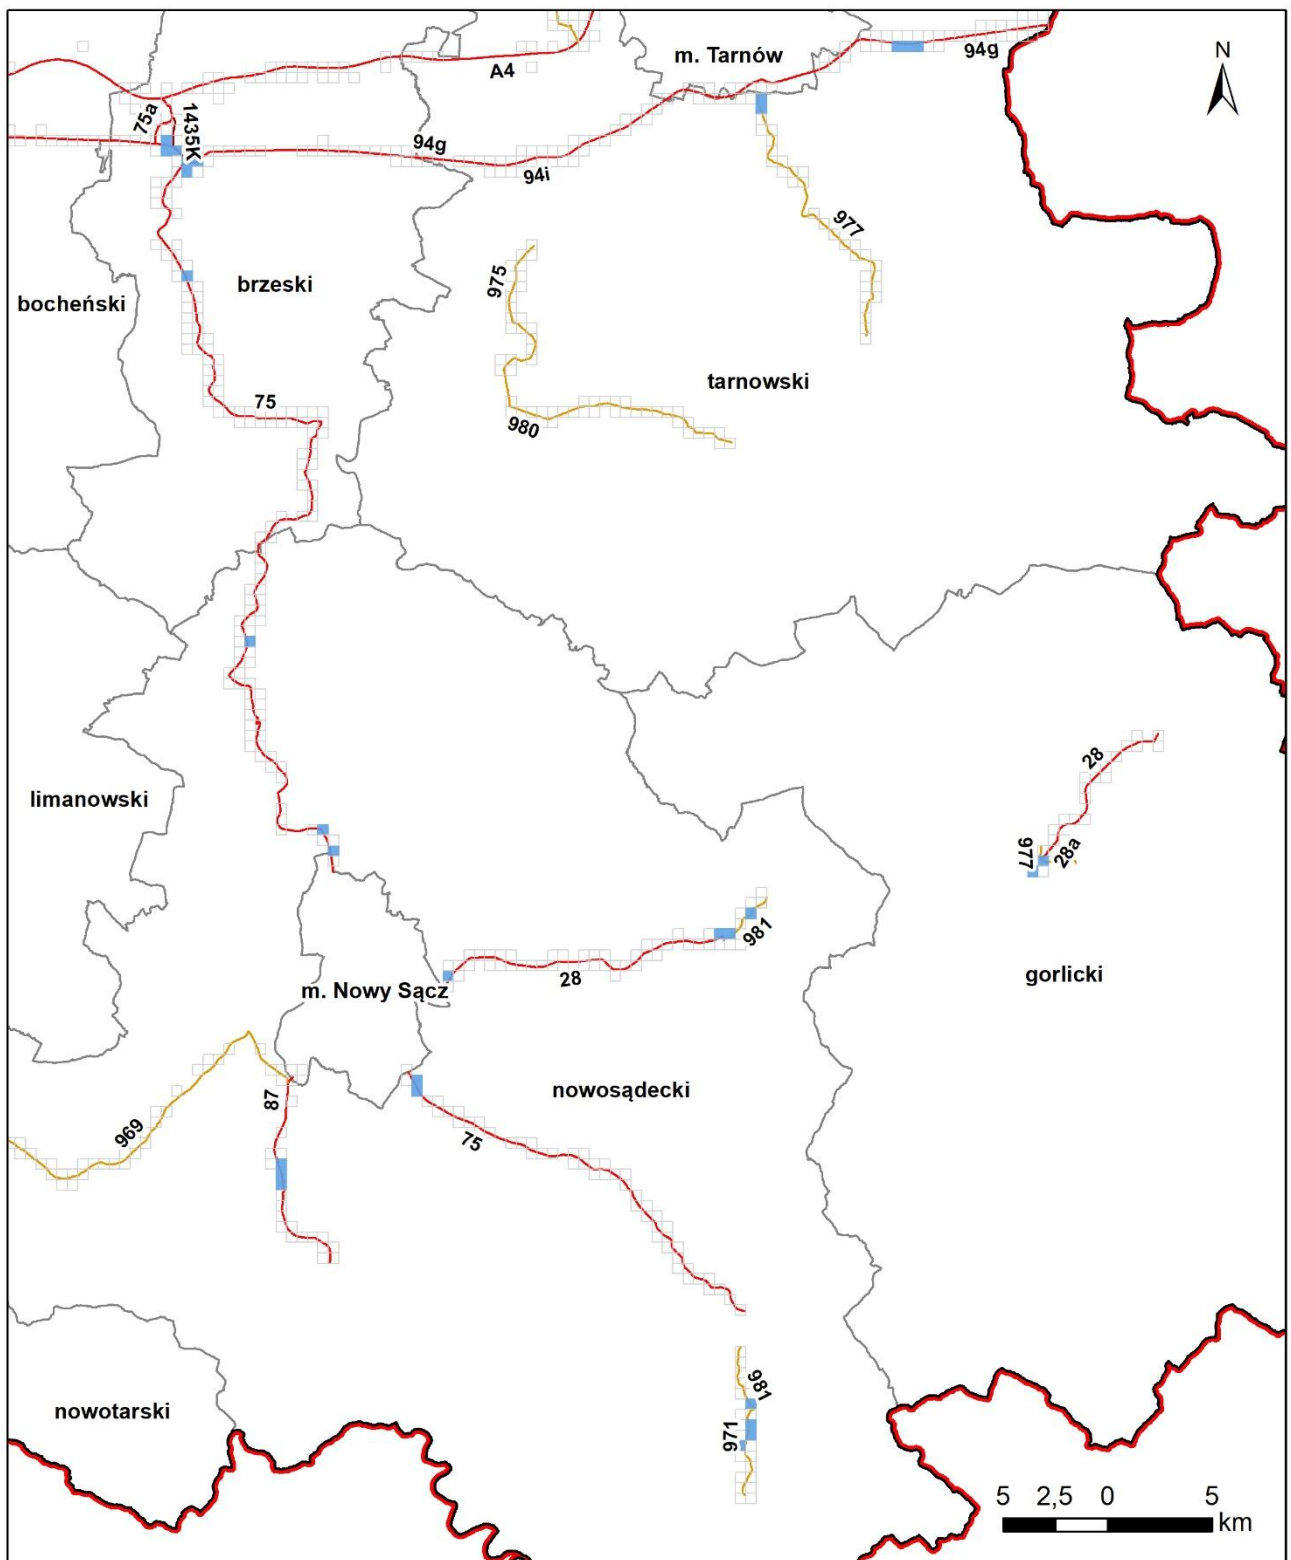 N
m. Tarnów
94g
A4
75a
1435K
94g
94i
977
975
brzeski
bocheński
tarnowski
75
980
28
limanowski
977
28a
981
28
gorlicki
m. Nowy Sącz
nowosądecki
87
969
75
981
nowotarski
971
5 2,5 0 5
km